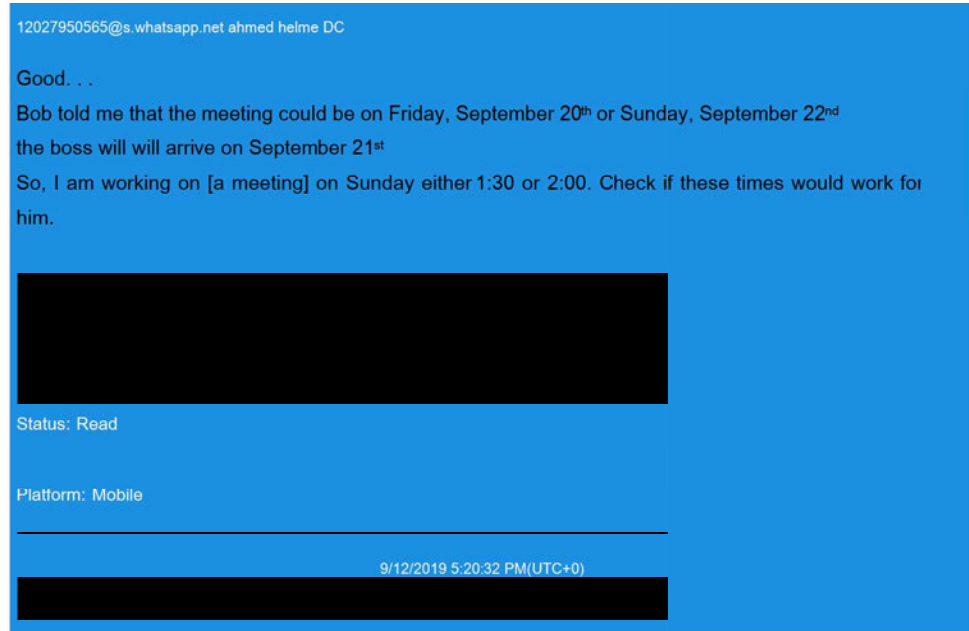 12027950565@s.whatsapp.net ahmed helme DC
Good. . .
Bob told me that the meeting could be on Friday, September 20th or Sunday, September 22nd
the boss will will arrive on September 21st
So, I am working on [a meeting] on Sunday either 1:30 or 2:00. Check if these times would work for
him.
Status: Read
Platform: Mobile
9/12/2019 5:20:32 PM(UTC+0)